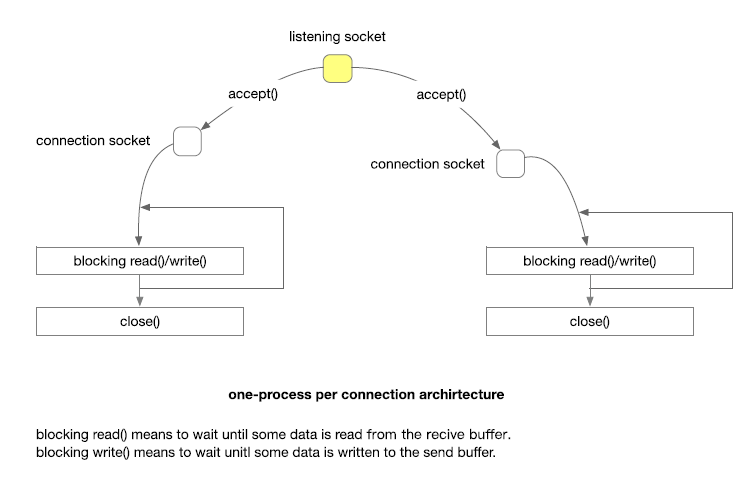 listening socket
accept()
accept()
connection socket
connection socket
blocking read()/write()
blocking read()/write()
close()
close()
one-process per connection archirtecture
blocking read() means to wait until some data is read from the recive buffer.
blocking write() means to wait unitl some data is written to the send buffer.